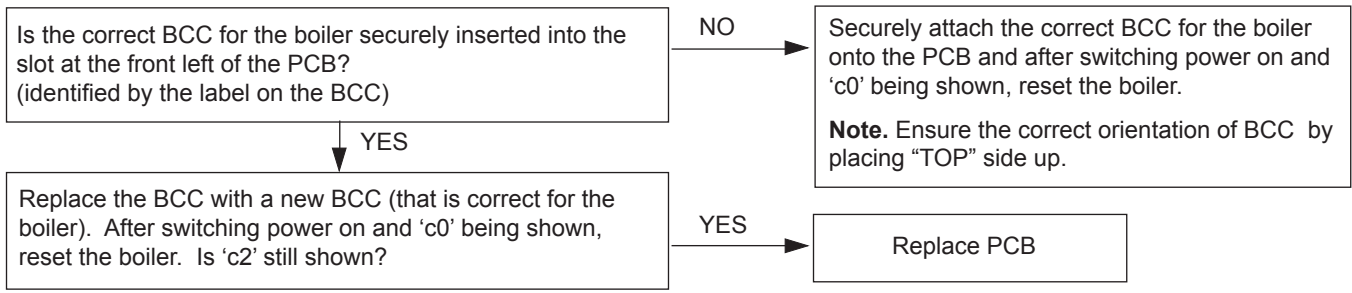 Is the correct BCC for the boiler securely inserted into the
slot at the front left of the PCB?
(identified by the label on the BCC)
NO
Securely attach the correct BCC for the boiler
onto the PCB and after switching power on and
‘c0’ being shown, reset the boiler.
Note. Ensure the correct orientation of BCC by
placing “TOP” side up.
YES
Replace the BCC with a new BCC (that is correct for the
boiler). After switching power on and ‘c0’ being shown,
reset the boiler. Is ‘c2’ still shown?
YES
Replace PCB